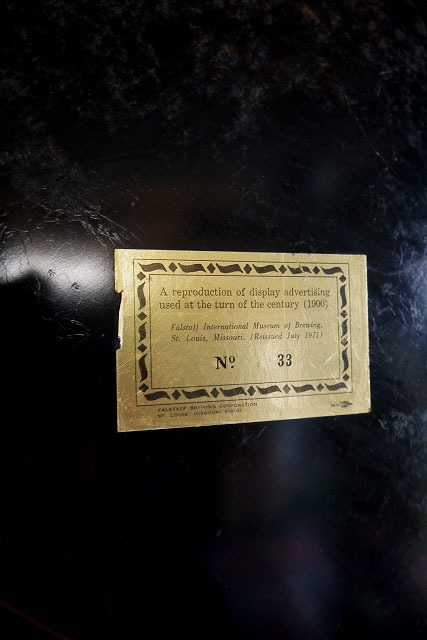 A reproduction of display advertising
used at the turn of the century (1900)
Falstaff International Museum of Brewing,
St. Louis, Missouri. (Reissued July 1971)
Nº 33
FALSTAFF BREWING CORPORATION
ST. LOUIS, MISSOURI